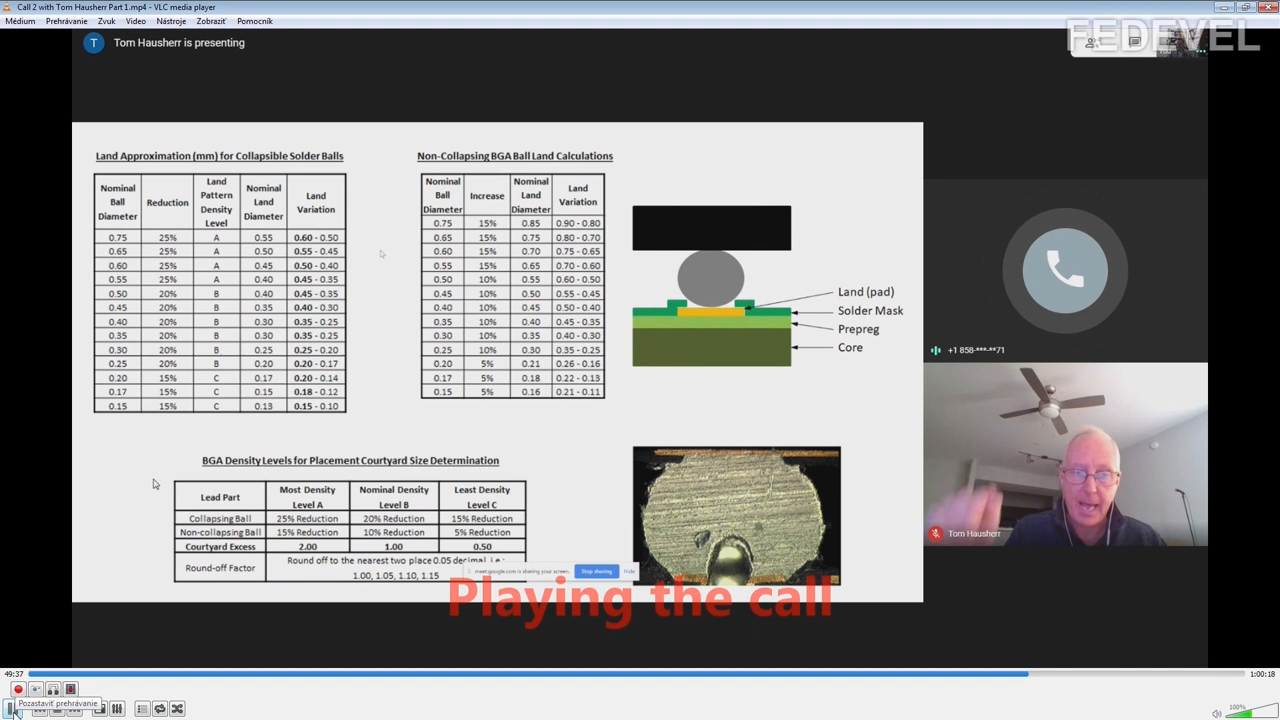 Call 2 with Tom Hausherr Part 1.mp4 - VLC media player
Médium Prehrávanie Zvuk Video Nástroje Zobraziť Pomocník
T Tom Hausherr is presenting
FEDEVEL
Land Approximation (mm) for Collapsible Solder Balls
Nominal Ball Diameter Reduction Land Pattern Density Level Nominal Land Diameter Land Variation
0.75 25% A 0.55 0.60 - 0.50
0.65 25% A 0.50 0.55 - 0.45
0.60 25% A 0.45 0.50 - 0.40
0.55 25% A 0.40 0.45 - 0.35
0.50 20% B 0.40 0.45 - 0.35
0.45 20% B 0.35 0.40 - 0.30
0.40 20% B 0.30 0.35 - 0.25
0.35 20% B 0.30 0.35 - 0.25
0.30 20% B 0.25 0.25 - 0.20
0.25 20% B 0.20 0.20 - 0.17
0.20 15% C 0.17 0.20 - 0.14
0.17 15% C 0.15 0.18 - 0.12
0.15 15% C 0.13 0.15 - 0.10
Non-Collapsing BGA Ball Land Calculations
Nominal Ball Diameter Increase Nominal Land Diameter Land Variation
0.75 15% 0.85 0.90 - 0.80
0.65 15% 0.75 0.80 - 0.70
0.60 15% 0.70 0.75 - 0.65
0.55 15% 0.65 0.70 - 0.60
0.50 10% 0.55 0.60 - 0.50
0.45 10% 0.50 0.55 - 0.45
0.40 10% 0.45 0.50 - 0.40
0.35 10% 0.40 0.45 - 0.35
0.30 10% 0.35 0.40 - 0.30
0.25 10% 0.30 0.35 - 0.25
0.20 5% 0.21 0.26 - 0.16
0.17 5% 0.18 0.22 - 0.13
0.15 5% 0.16 0.21 - 0.11
Land (pad)
Solder Mask
Prepreg
Core
+1 858-***-**71
BGA Density Levels for Placement Courtyard Size Determination
Lead Part Most Density Level A Nominal Density Level B Least Density Level C
Collapsing Ball 25% Reduction 20% Reduction 15% Reduction
Non-collapsing Ball 15% Reduction 10% Reduction 5% Reduction
Courtyard Excess 2.00 1.00 0.50
Round-off Factor Round off to the nearest two place 0.05 decimal, i.e.:
1.00, 1.05, 1.10, 1.15
meet.google.com is sharing your screen. Stop sharing Hide
Tom Hausherr
Playing the call
49:37
1:00:18
Pozastaviť prehrávanie
100%